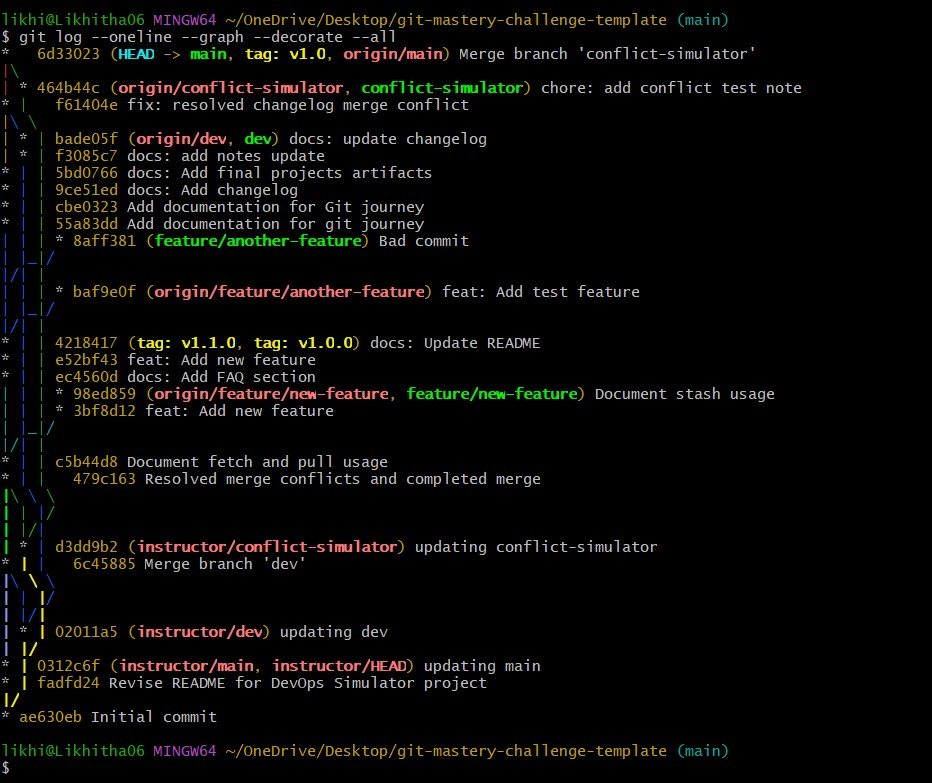 likhi@Likhitha06 MINGW64 ~/OneDrive/Desktop/git-mastery-challenge-template (main)
$ git log --oneline --graph --decorate --all
*   6d33023 (HEAD -> main, tag: v1.0, origin/main) Merge branch 'conflict-simulator'
|\
| * 464b44c (origin/conflict-simulator, conflict-simulator) chore: add conflict test note
* |   f61404e fix: resolved changelog merge conflict
|\ \
| * | bade05f (origin/dev, dev) docs: update changelog
| * | f3085c7 docs: add notes update
* | | 5bd0766 docs: Add final projects artifacts
* | | 9ce51ed docs: Add changelog
* | | cbe0323 Add documentation for Git journey
* | | 55a83dd Add documentation for git journey
| | | * 8aff381 (feature/another-feature) Bad commit
| |_|/
|/| |
| | | * baf9e0f (origin/feature/another-feature) feat: Add test feature
| |_|/
|/| |
* | | 4218417 (tag: v1.1.0, tag: v1.0.0) docs: Update README
* | | e52bf43 feat: Add new feature
* | | ec4560d docs: Add FAQ section
| | | * 98ed859 (origin/feature/new-feature, feature/new-feature) Document stash usage
| | | * 3bf8d12 feat: Add new feature
| |_|/
|/| |
* | | c5b44d8 Document fetch and pull usage
* | |   479c163 Resolved merge conflicts and completed merge
|\ \ \
| | |/
| |/|
| * | d3dd9b2 (instructor/conflict-simulator) updating conflict-simulator
* | |   6c45885 Merge branch 'dev'
|\ \ \
| | |/
| |/|
| * | 02011a5 (instructor/dev) updating dev
| |/
* | 0312c6f (instructor/main, instructor/HEAD) updating main
* | fadfd24 Revise README for DevOps Simulator project
|/
* ae630eb Initial commit
likhi@Likhitha06 MINGW64 ~/OneDrive/Desktop/git-mastery-challenge-template (main)
$